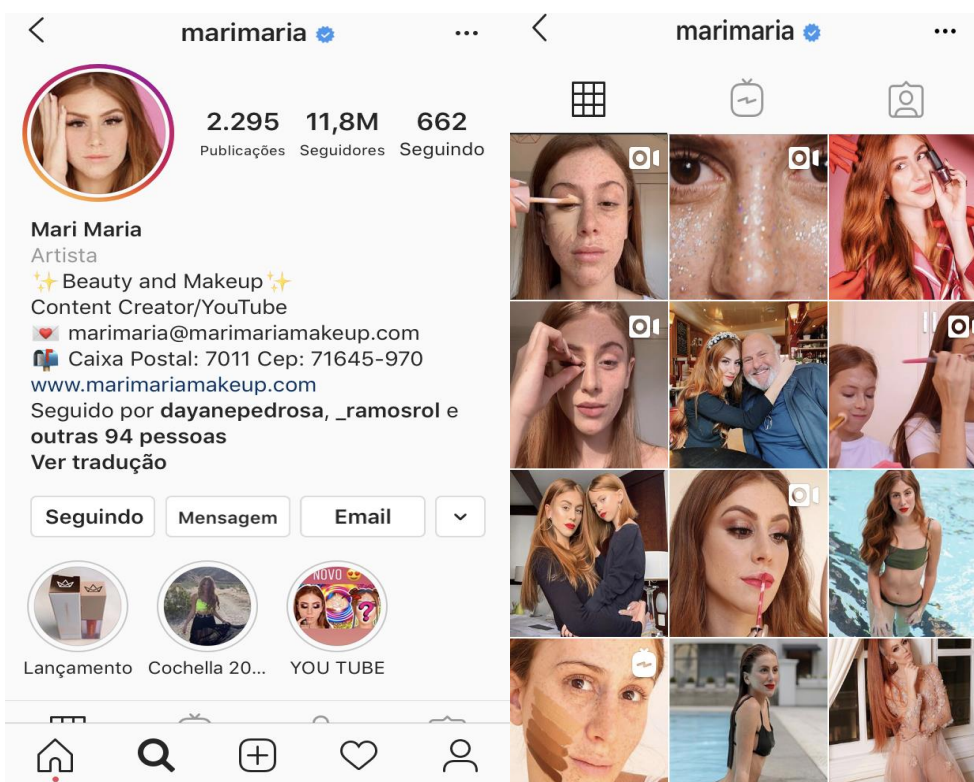 marimaria
2.295 11,8M 662
Publicações Seguidores Seguindo
Mari Maria
Artista
✨Beauty and Makeup✨
Content Creator/YouTube
💌 marimaria@marimariamakeup.com
📬 Caixa Postal: 7011 Cep: 71645-970
www.marimariamakeup.com
Seguido por dayanepedrosa, _ramosrol e
outras 94 pessoas
Ver tradução
Seguindo Mensagem Email
NOVO 😍
Lançamento Cochella 20... YOU TUBE
marimaria